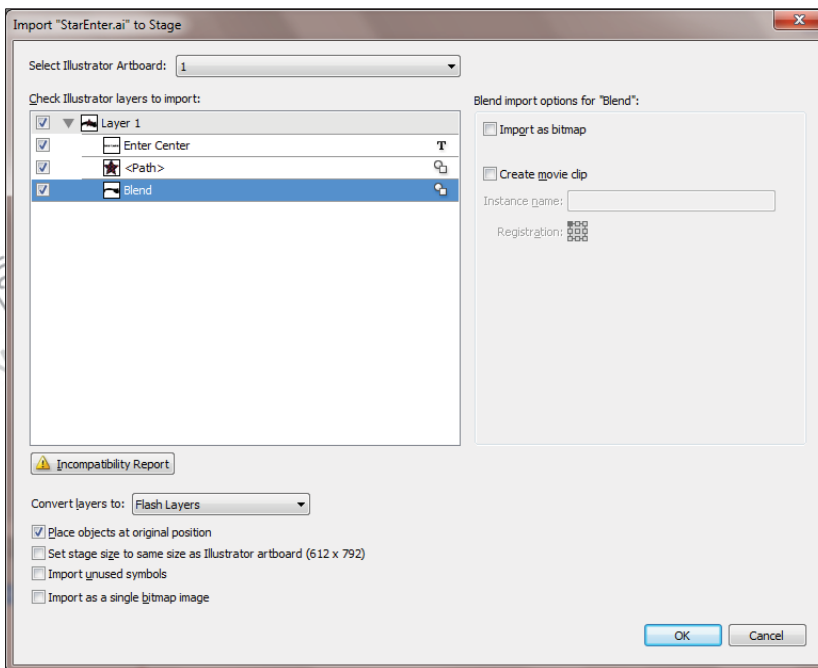 Import "StarEnter.ai" to Stage
Select Illustrator Artboard: 1
Check Illustrator layers to import:
Layer 1
Enter Center T
<Path>
Blend
Blend import options for "Blend":
Import as bitmap
Create movie clip
Instance name:
Registration:
Incompatibility Report
Convert layers to: Flash Layers
Place objects at original position
Set stage size to same size as Illustrator artboard (612 x 792)
Import unused symbols
Import as a single bitmap image
OK Cancel